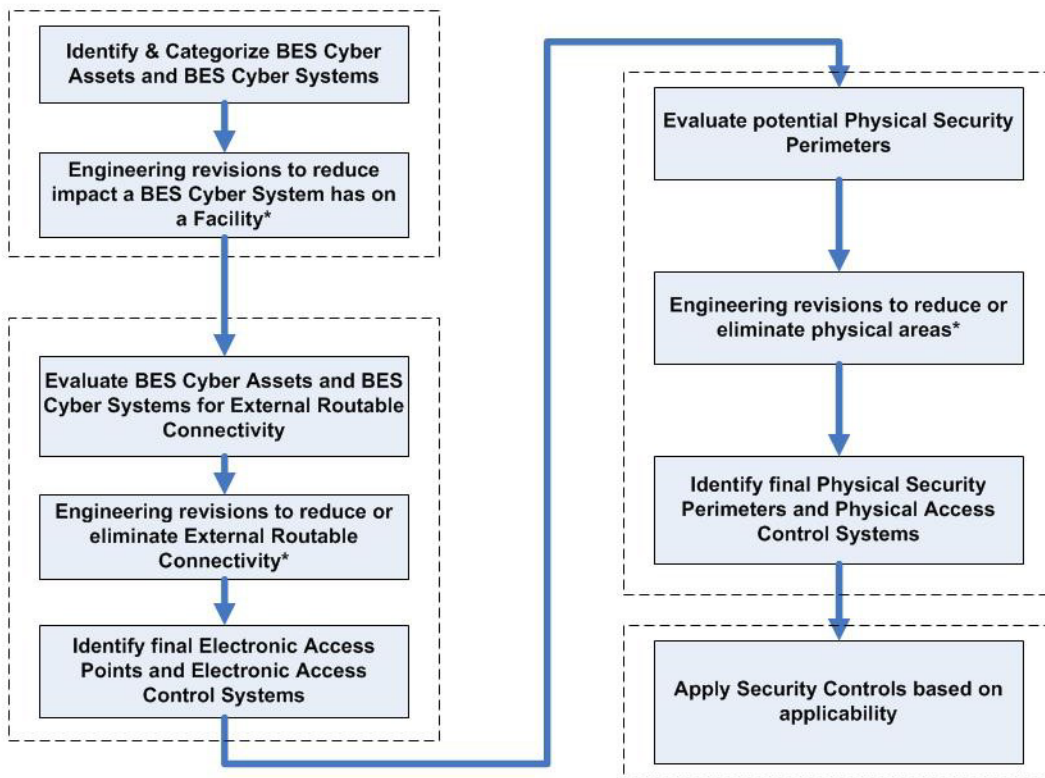 Identify & Categorize BES Cyber
Assets and BES Cyber Systems
Engineering revisions to reduce
impact a BES Cyber System has on
a Facility*
Evaluate BES Cyber Assets and BES
Cyber Systems for External Routable
Connectivity
Engineering revisions to reduce or
eliminate External Routable
Connectivity*
Identify final Electronic Access
Points and Electronic Access
Control Systems
Evaluate potential Physical Security
Perimeters
Engineering revisions to reduce or
eliminate physical areas*
Identify final Physical Security
Perimeters and Physical Access
Control Systems
Apply Security Controls based on
applicability